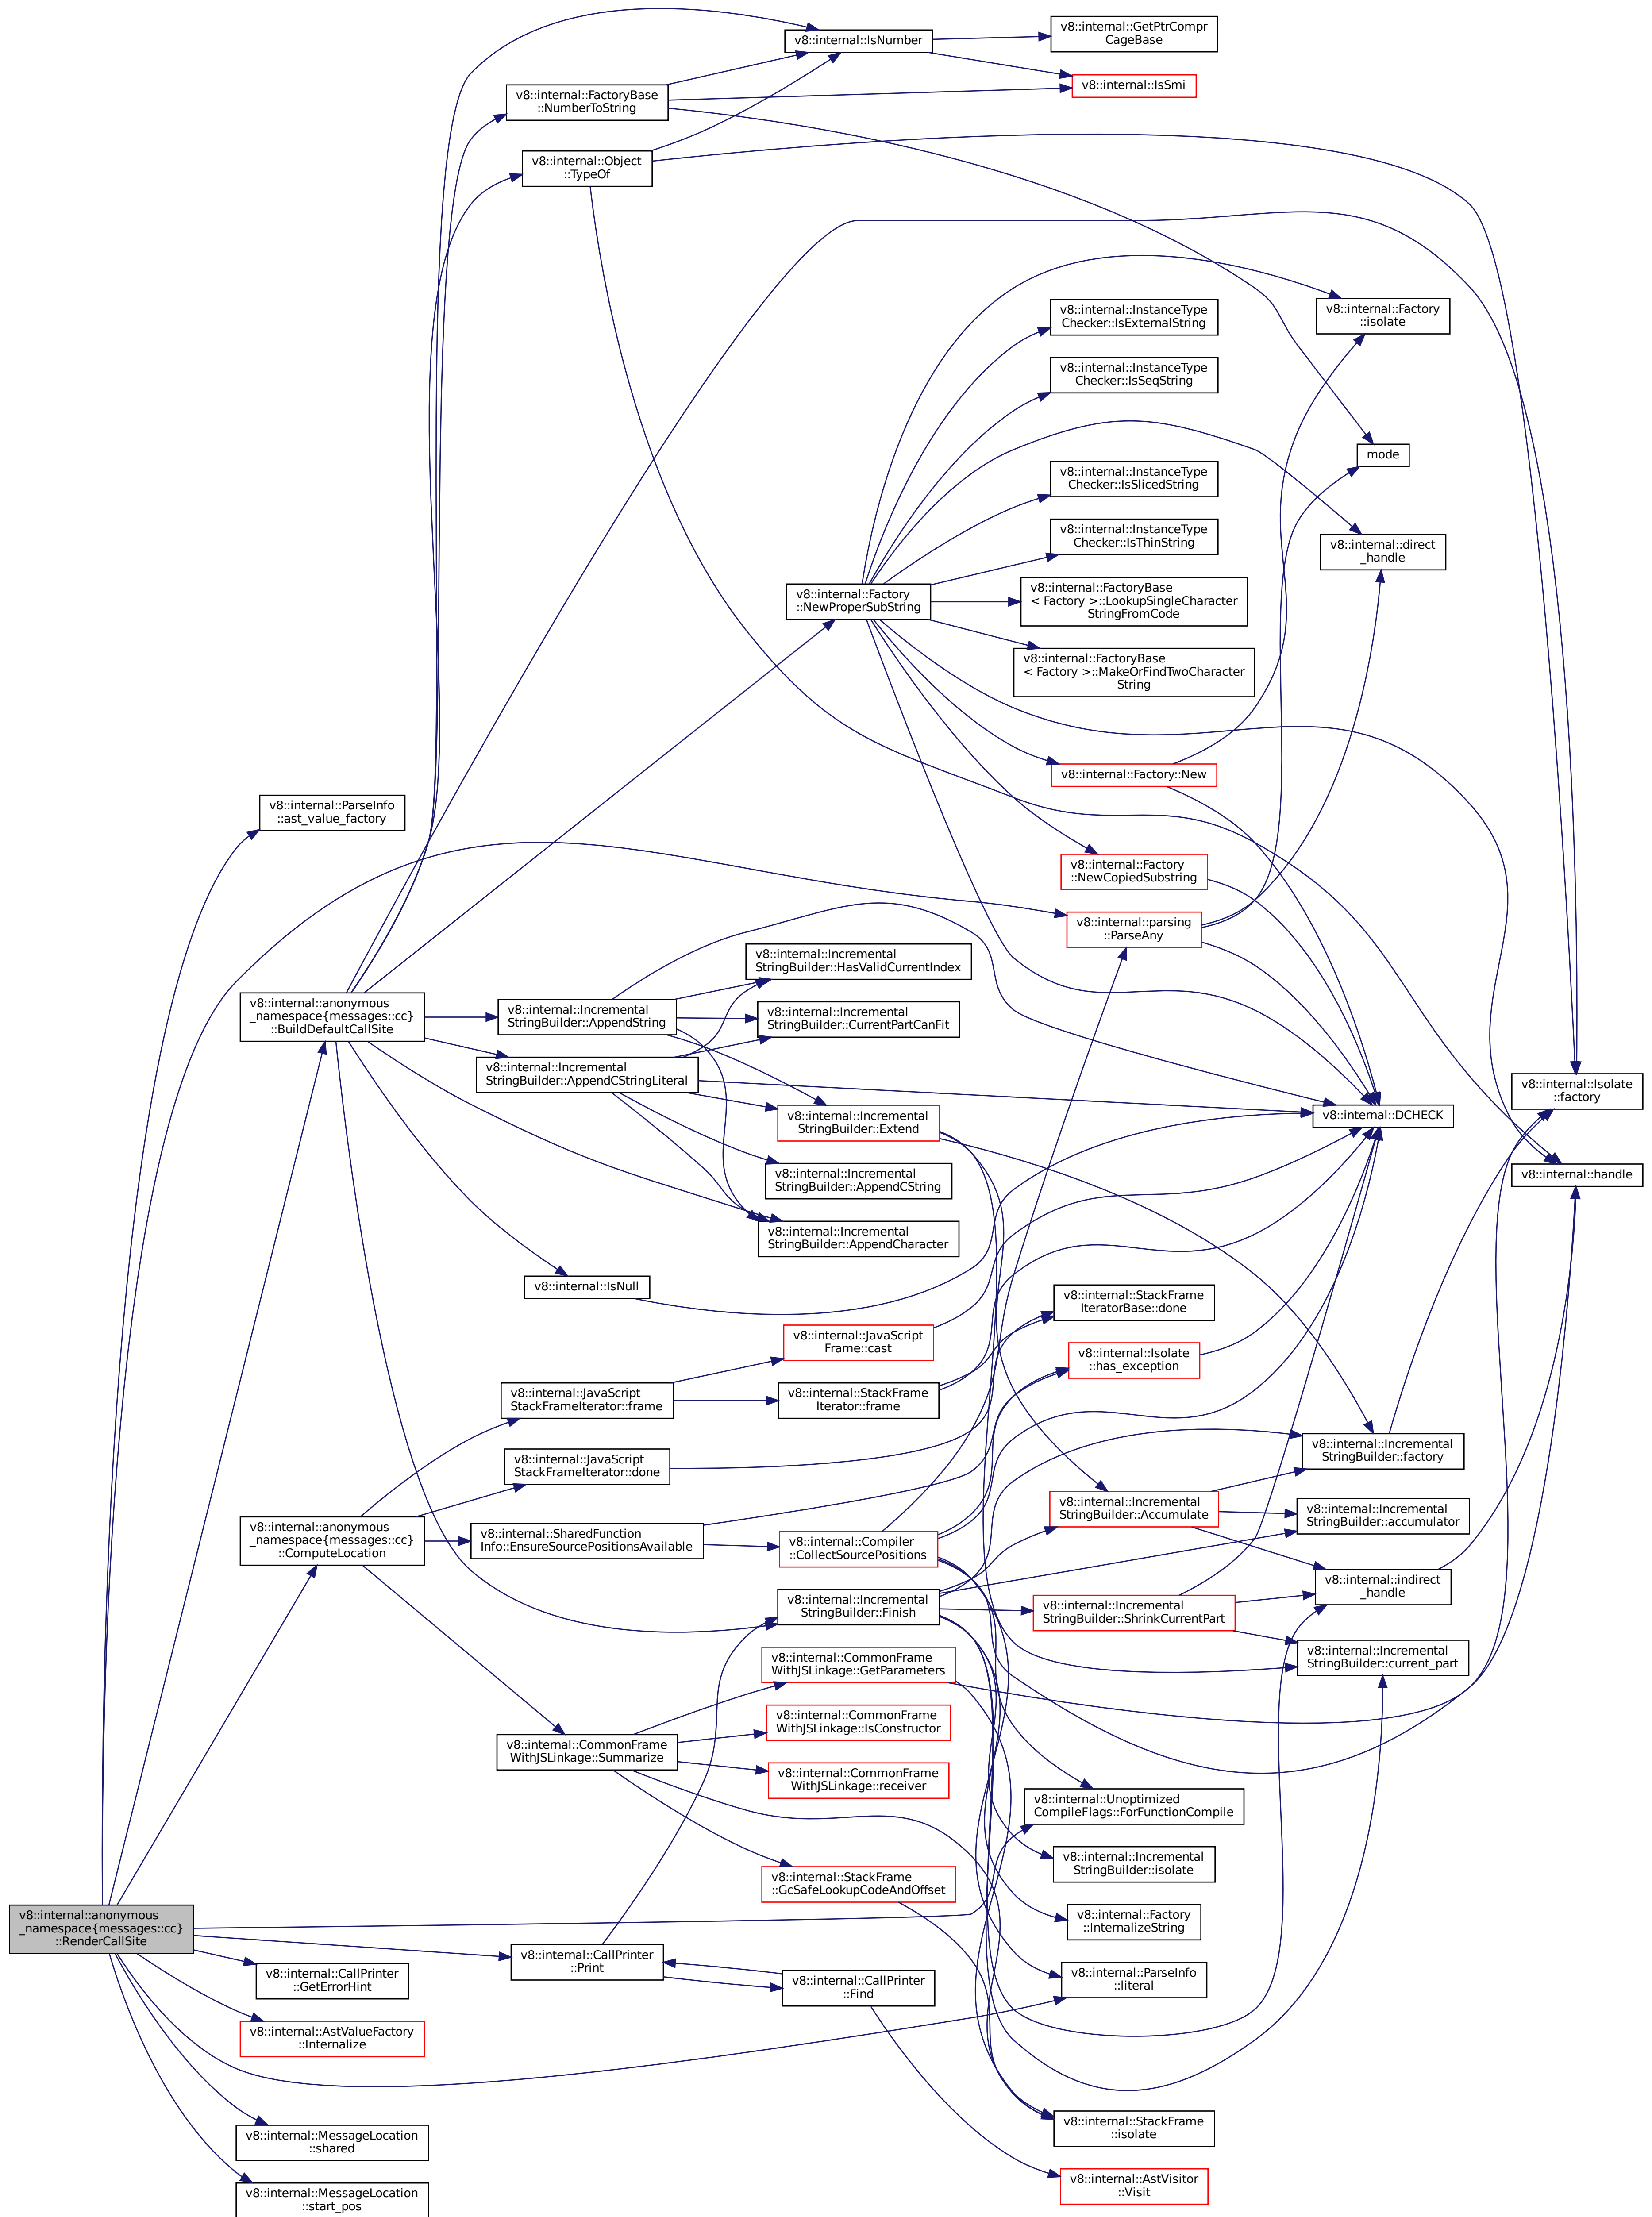 v8::internal::IsNumber
v8::internal::GetPtrCompr
CageBase
v8::internal::IsSmi
v8::internal::FactoryBase
::NumberToString
v8::internal::Object
::TypeOf
v8::internal::Factory
::isolate
v8::internal::InstanceType
Checker::IsExternalString
v8::internal::InstanceType
Checker::IsSeqString
mode
v8::internal::InstanceType
Checker::IsSlicedString
v8::internal::InstanceType
Checker::IsThinString
v8::internal::direct
_handle
v8::internal::Factory
::NewProperSubString
v8::internal::FactoryBase
< Factory >::LookupSingleCharacter
StringFromCode
v8::internal::FactoryBase
< Factory >::MakeOrFindTwoCharacter
String
v8::internal::Factory::New
v8::internal::ParseInfo
::ast_value_factory
v8::internal::Factory
::NewCopiedSubstring
v8::internal::parsing
::ParseAny
v8::internal::Incremental
StringBuilder::HasValidCurrentIndex
v8::internal::anonymous
_namespace{messages::cc}
::BuildDefaultCallSite
v8::internal::Incremental
StringBuilder::AppendString
v8::internal::Incremental
StringBuilder::CurrentPartCanFit
v8::internal::Incremental
StringBuilder::AppendCStringLiteral
v8::internal::Isolate
::factory
v8::internal::Incremental
StringBuilder::Extend
v8::internal::DCHECK
v8::internal::Incremental
StringBuilder::AppendCString
v8::internal::handle
v8::internal::Incremental
StringBuilder::AppendCharacter
v8::internal::IsNull
v8::internal::StackFrame
IteratorBase::done
v8::internal::JavaScript
Frame::cast
v8::internal::Isolate
::has_exception
v8::internal::JavaScript
StackFrameIterator::frame
v8::internal::StackFrame
Iterator::frame
v8::internal::JavaScript
StackFrameIterator::done
v8::internal::Incremental
StringBuilder::factory
v8::internal::Incremental
StringBuilder::Accumulate
v8::internal::Incremental
StringBuilder::accumulator
v8::internal::anonymous
_namespace{messages::cc}
::ComputeLocation
v8::internal::SharedFunction
Info::EnsureSourcePositionsAvailable
v8::internal::Compiler
::CollectSourcePositions
v8::internal::indirect
_handle
v8::internal::Incremental
StringBuilder::Finish
v8::internal::Incremental
StringBuilder::ShrinkCurrentPart
v8::internal::Incremental
StringBuilder::current_part
v8::internal::CommonFrame
WithJSLinkage::GetParameters
v8::internal::CommonFrame
WithJSLinkage::IsConstructor
v8::internal::CommonFrame
WithJSLinkage::Summarize
v8::internal::CommonFrame
WithJSLinkage::receiver
v8::internal::Unoptimized
CompileFlags::ForFunctionCompile
v8::internal::Incremental
StringBuilder::isolate
v8::internal::StackFrame
::GcSafeLookupCodeAndOffset
v8::internal::Factory
::InternalizeString
v8::internal::anonymous
_namespace{messages::cc}
::RenderCallSite
v8::internal::CallPrinter
::Print
v8::internal::CallPrinter
::GetErrorHint
v8::internal::CallPrinter
::Find
v8::internal::ParseInfo
::literal
v8::internal::AstValueFactory
::Internalize
v8::internal::MessageLocation
::shared
v8::internal::StackFrame
::isolate
v8::internal::MessageLocation
::start_pos
v8::internal::AstVisitor
::Visit